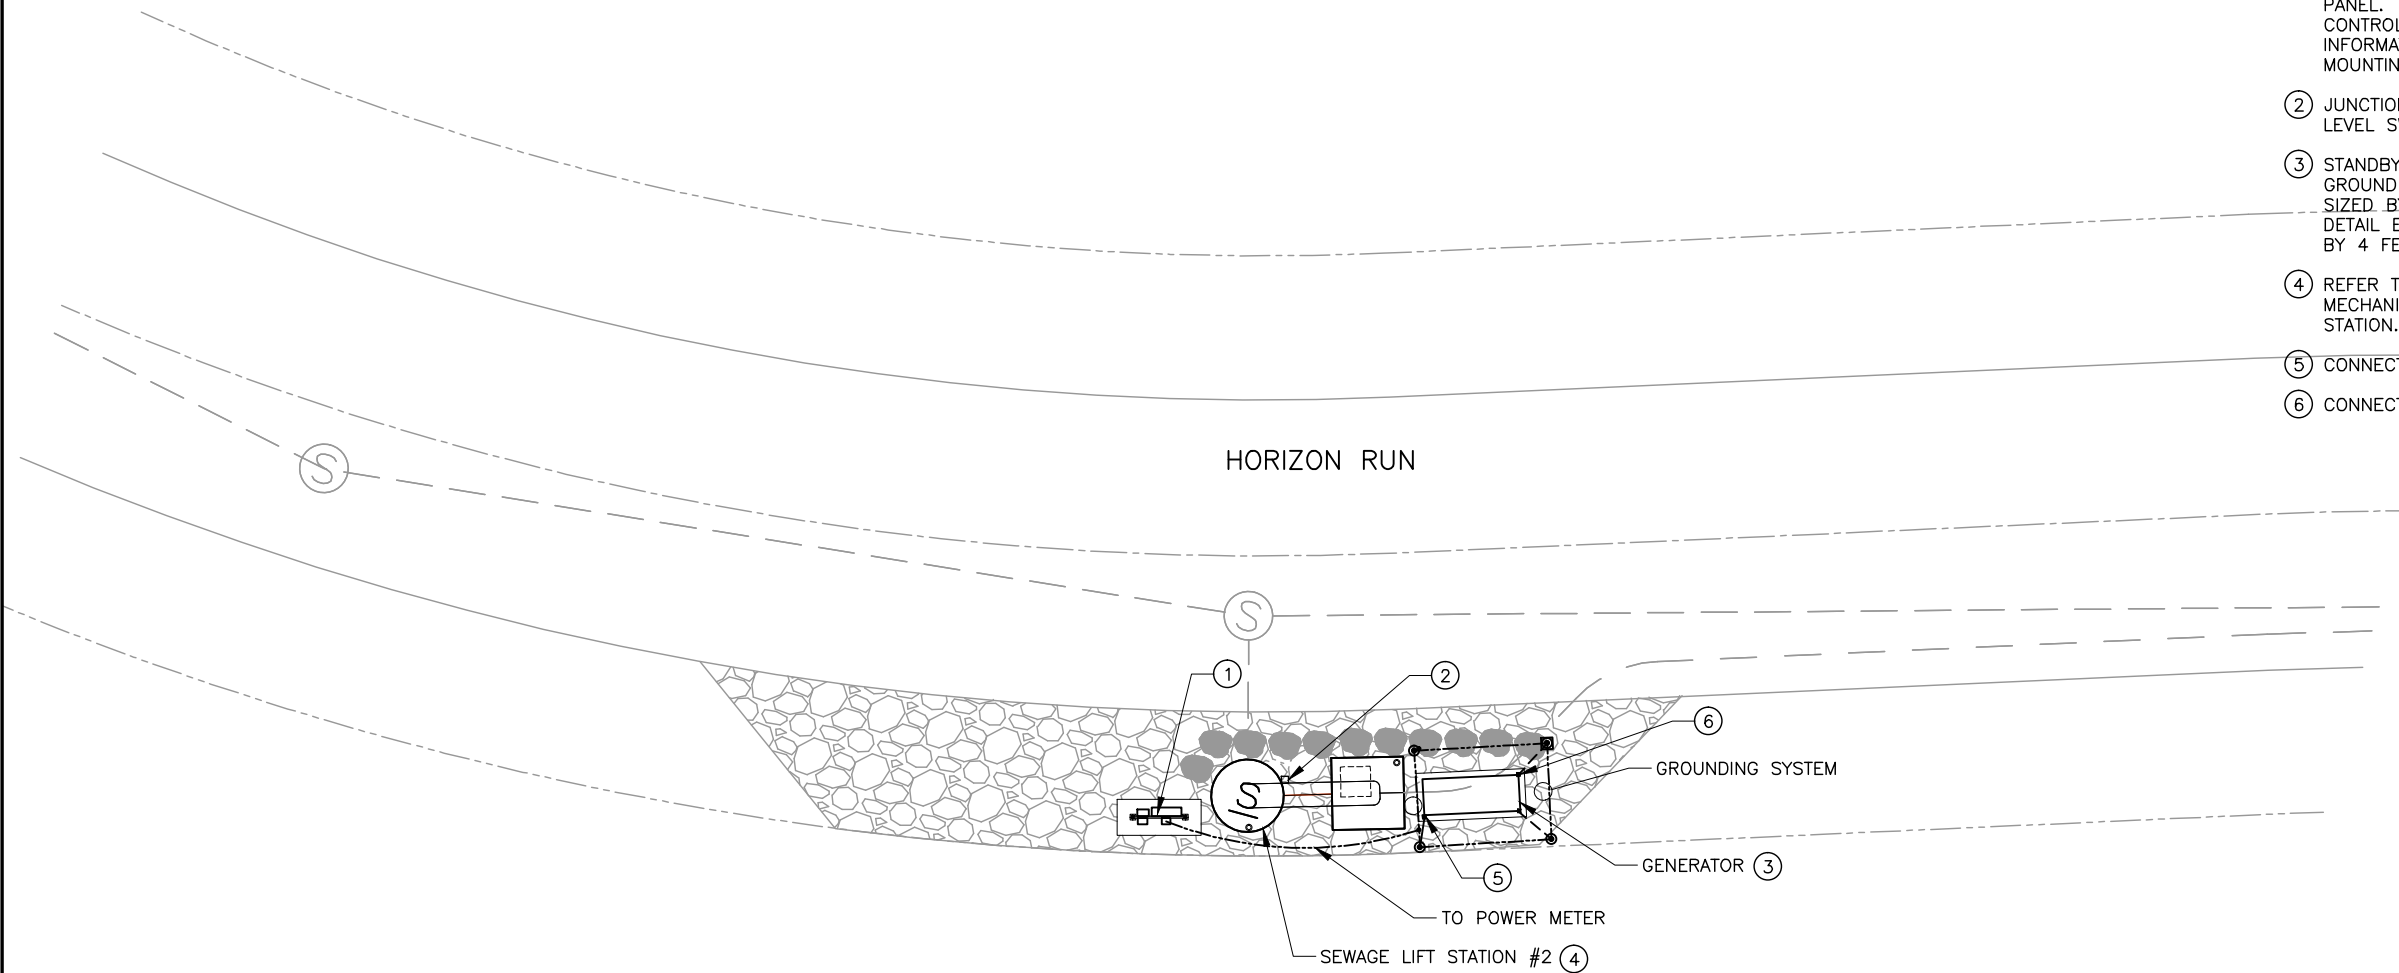 PANEL.
CONTROL
INFORMA
MOUNTIN
2 JUNCTIO
LEVEL S
3 STANDBY
GROUND
SIZED B
DETAIL E
BY 4 FE
4 REFER T
MECHANI
STATION.
5 CONNECT
6 CONNECT
HORIZON RUN
S
S
1
2
6
GROUNDING SYSTEM
S
GENERATOR 3
5
TO POWER METER
SEWAGE LIFT STATION #2 4